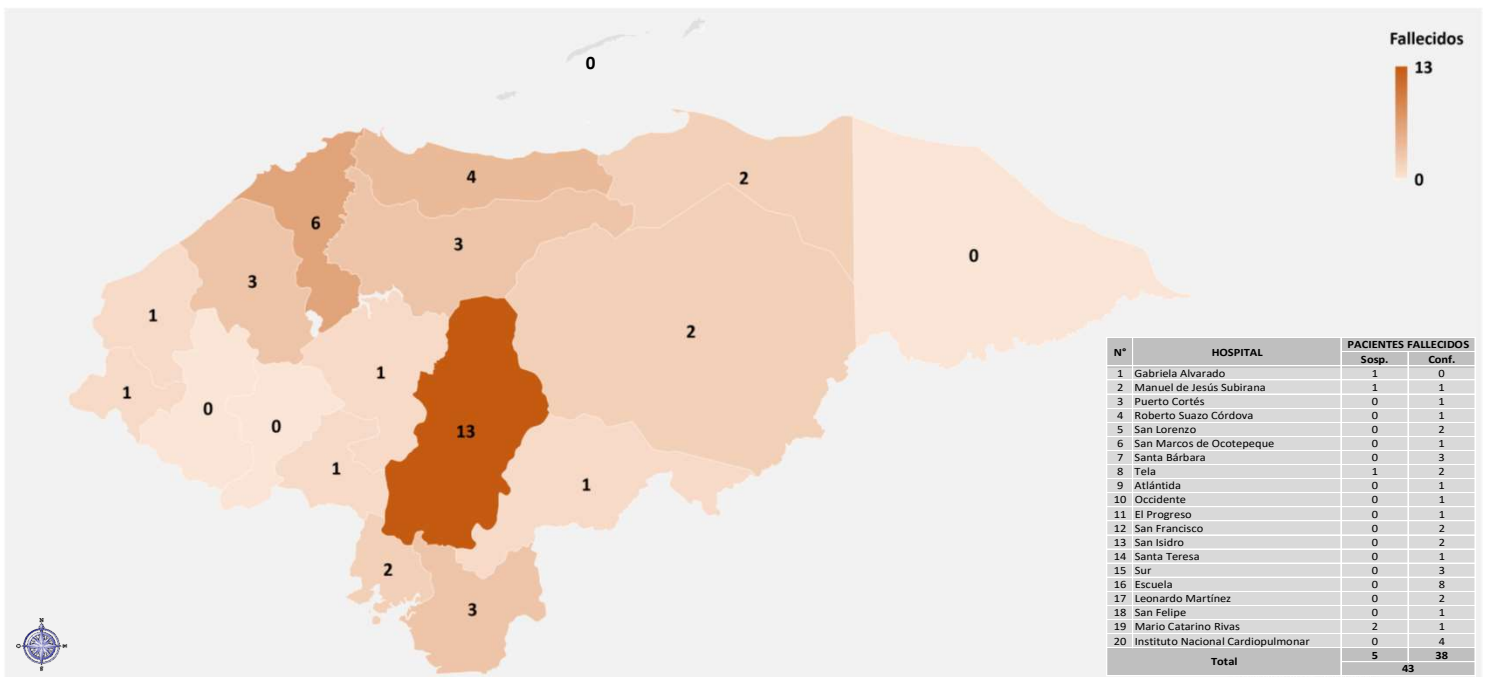 Fallecidos
13
0
0
4
2
6
3
0
3
1
2
1
1
0
0
13
1
1
2
3
N° HOSPITAL PACIENTES FALLECIDOS
Sosp. Conf.
1 Gabriela Alvarado 1 0
2 Manuel de Jesús Subirana 1 1
3 Puerto Cortés 0 1
4 Roberto Suazo Córdova 0 1
5 San Lorenzo 0 2
6 San Marcos de Ocotepeque 0 1
7 Santa Bárbara 0 3
8 Tela 1 2
9 Atlántida 0 1
10 Occidente 0 1
11 El Progreso 0 1
12 San Francisco 0 2
13 San Isidro 0 2
14 Santa Teresa 0 1
15 Sur 0 3
16 Escuela 0 8
17 Leonardo Martínez 0 2
18 San Felipe 0 1
19 Mario Catarino Rivas 2 1
20 Instituto Nacional Cardiopulmonar 0 4
Total 5 38
43